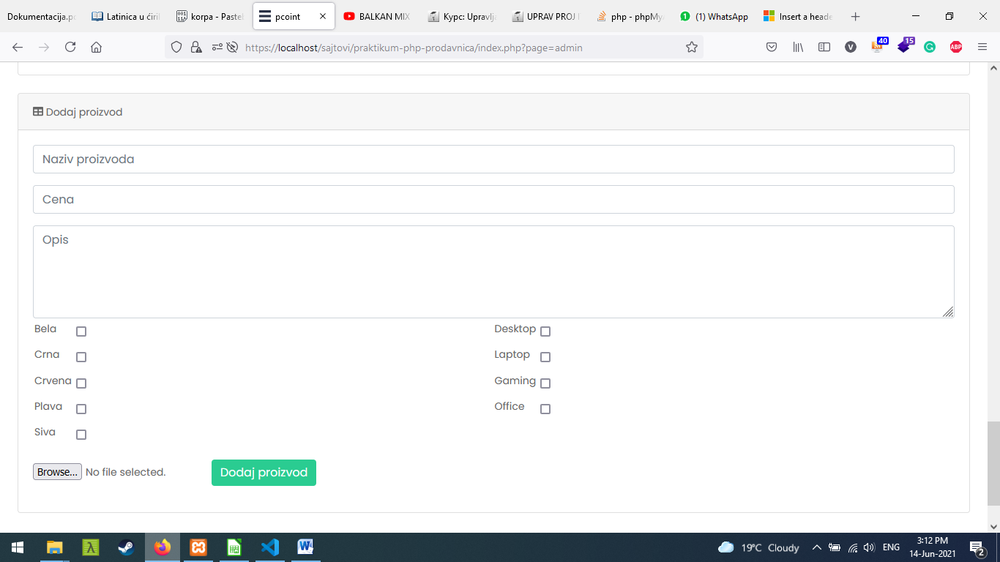 Dokumentacija.p
Latinica u ćiril
korpa - Pasteb
pcoint
BALKAN MIX
Курс: Upravlja
UPRAV PROJ
php - phpMy
(1) WhatsApp
Insert a heade
https://localhost/sajtovi/praktikum-php-prodavnica/index.php?page=admin
V
40
15
ABP
Dodaj proizvod
Naziv proizvoda
Cena
Opis
Bela
Desktop
Crna
Laptop
Crvena
Gaming
Plava
Office
Siva
Browse...
No file selected.
Dodaj proizvod
19°C Cloudy
ENG
3:12 PM
14-Jun-2021
2